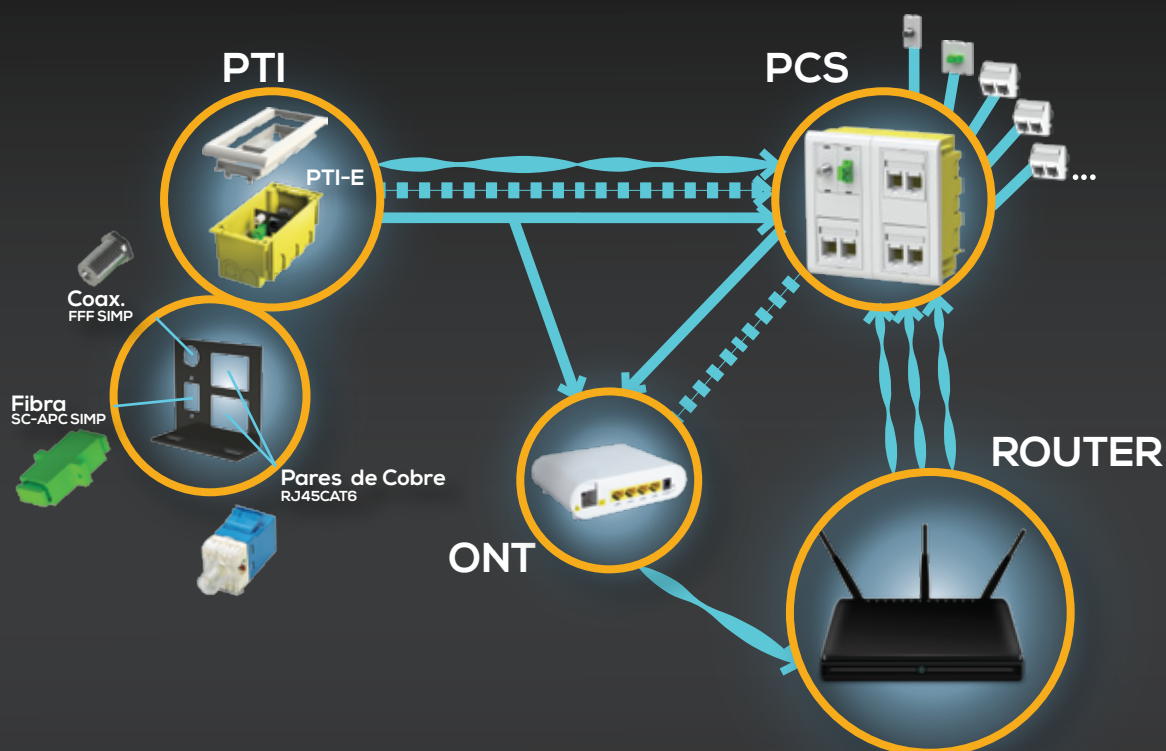 PTI
PCS
PTI-E
Coax.
FFF SIMP
Fibra
SC-APC SIMP
Pares de Cobre
RJ45CAT6
...
ROUTER
ONT